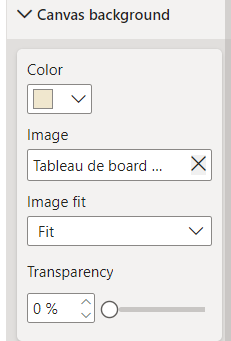 Canvas background
Color
Image
Tableau de board ...
Image fit
Fit
Transparency
0 %